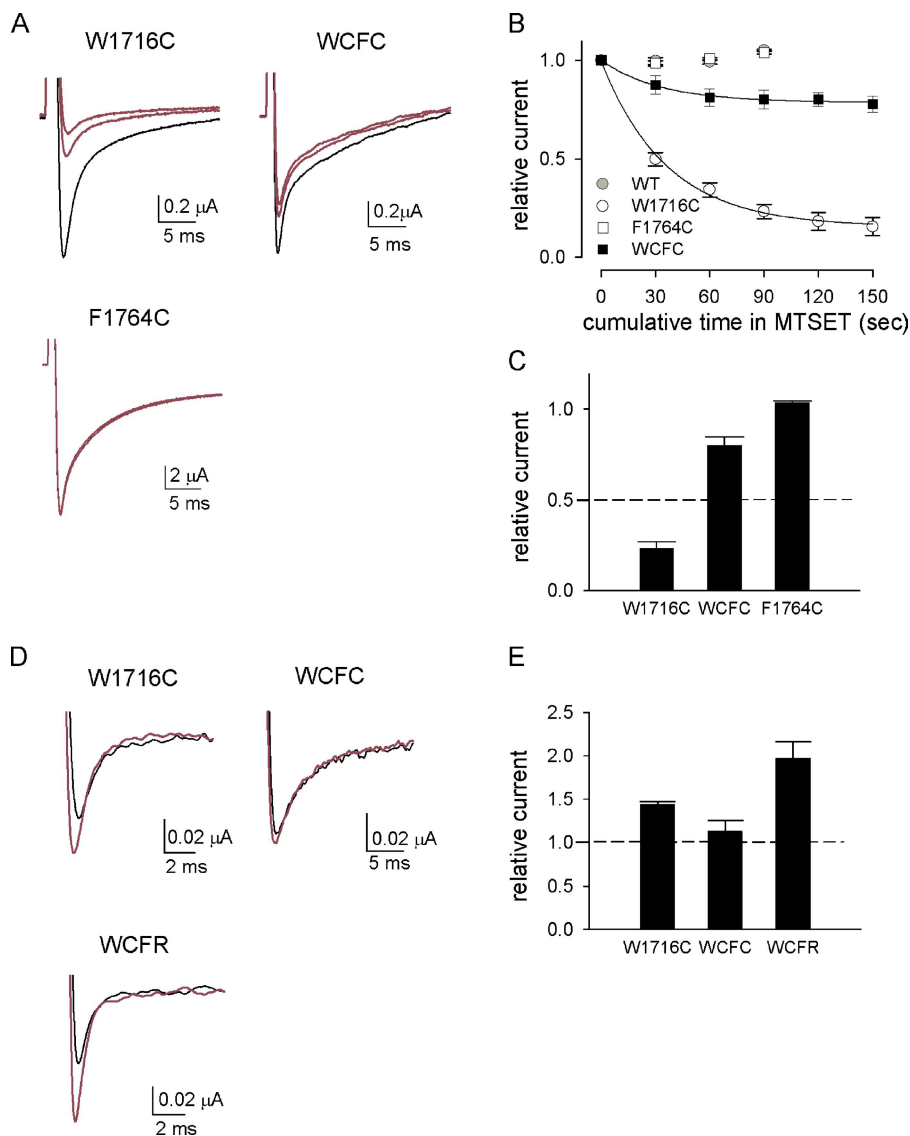 A
W1716C
WCFC
0.2 μA
5 ms
0.2μA
5 ms
F1764C
2 μA
5 ms
B
relative current
1.0
0.5
0.0
WT
W1716C
F1764C
WCFC
0 30 60 90 120 150
cumulative time in MTSET (sec)
C
relative current
1.0
0.5
0.0
W1716C WCFC F1764C
D
W1716C
WCFC
0.02 μA
2 ms
0.02 μA
5 ms
WCFR
0.02 μA
2 ms
E
relative current
2.5
2.0
1.5
1.0
0.5
0.0
W1716C WCFC WCFR